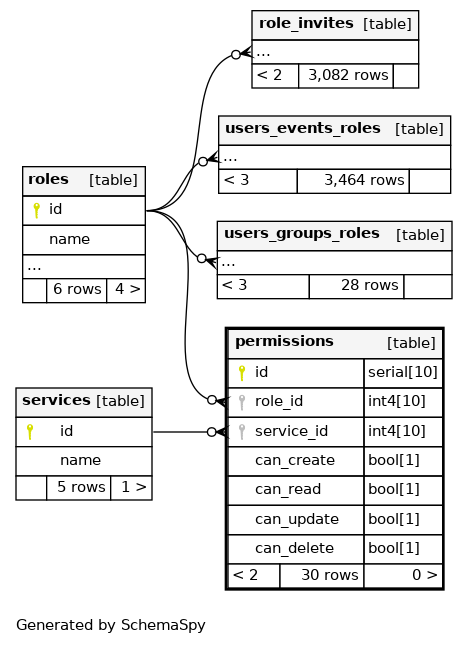 role_invites [table]
...
< 2 3,082 rows
users_events_roles [table]
...
< 3 3,464 rows
roles [table]
id
name
...
6 rows 4 >
users_groups_roles [table]
...
< 3 28 rows
permissions [table]
id serial[10]
role_id int4[10]
service_id int4[10]
can_create bool[1]
can_read bool[1]
can_update bool[1]
can_delete bool[1]
< 2 30 rows 0 >
services [table]
id
name
5 rows 1 >
Generated by SchemaSpy